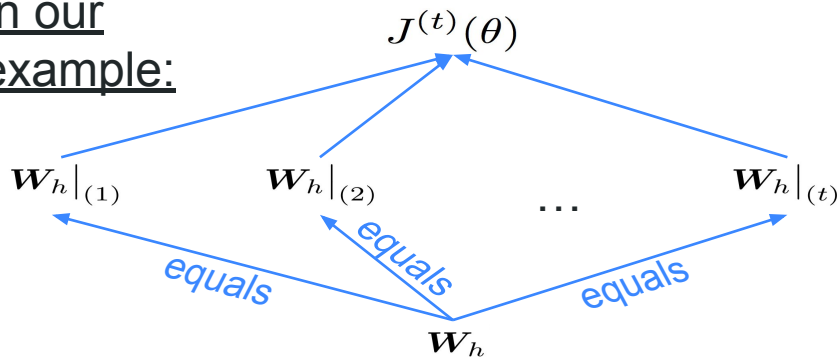 in our
example:
J^{(t)}(θ)
W_h|_{(1)} W_h|_{(2)} ... W_h|_{(t)}
equals equals equals
W_h